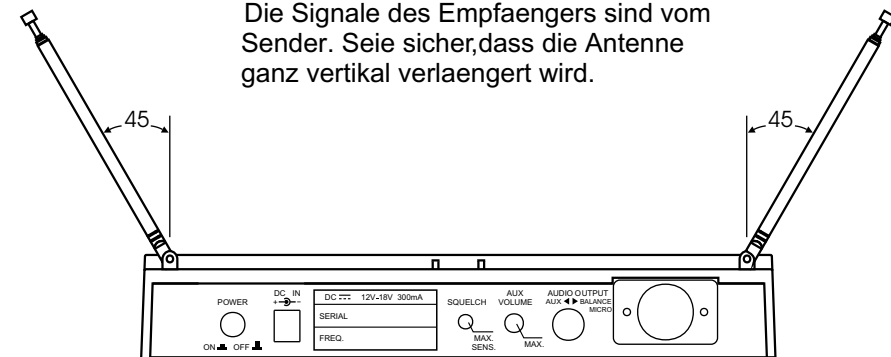 Die Signale des Empfaengers sind vom
Sender. Seie sicher,dass die Antenne
ganz vertikal verlaengert wird.
45
45
POWER
ON OFF
DC IN
+ -
DC 12V-18V 300mA
SERIAL
FREQ.
SQUELCH
MAX.
SENS.
AUX
VOLUME
MAX.
AUDIO OUTPUT
AUX ◀ ▶ BALANCE
MICRO